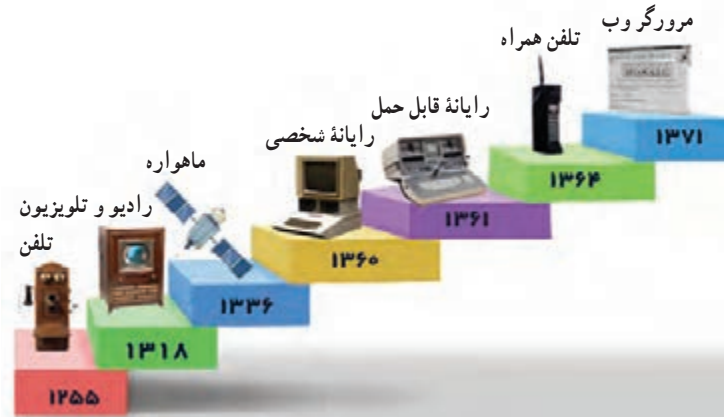 مرورگر وب
تلفن همراه
رایانهٔ قابل حمل
رایانهٔ شخصی
ماهواره
رادیو و تلویزیون
تلفن
۱۳۷۱
۱۳۶۴
۱۳۶۱
۱۳۶۰
۱۳۳۶
۱۳۱۸
۱۲۵۵